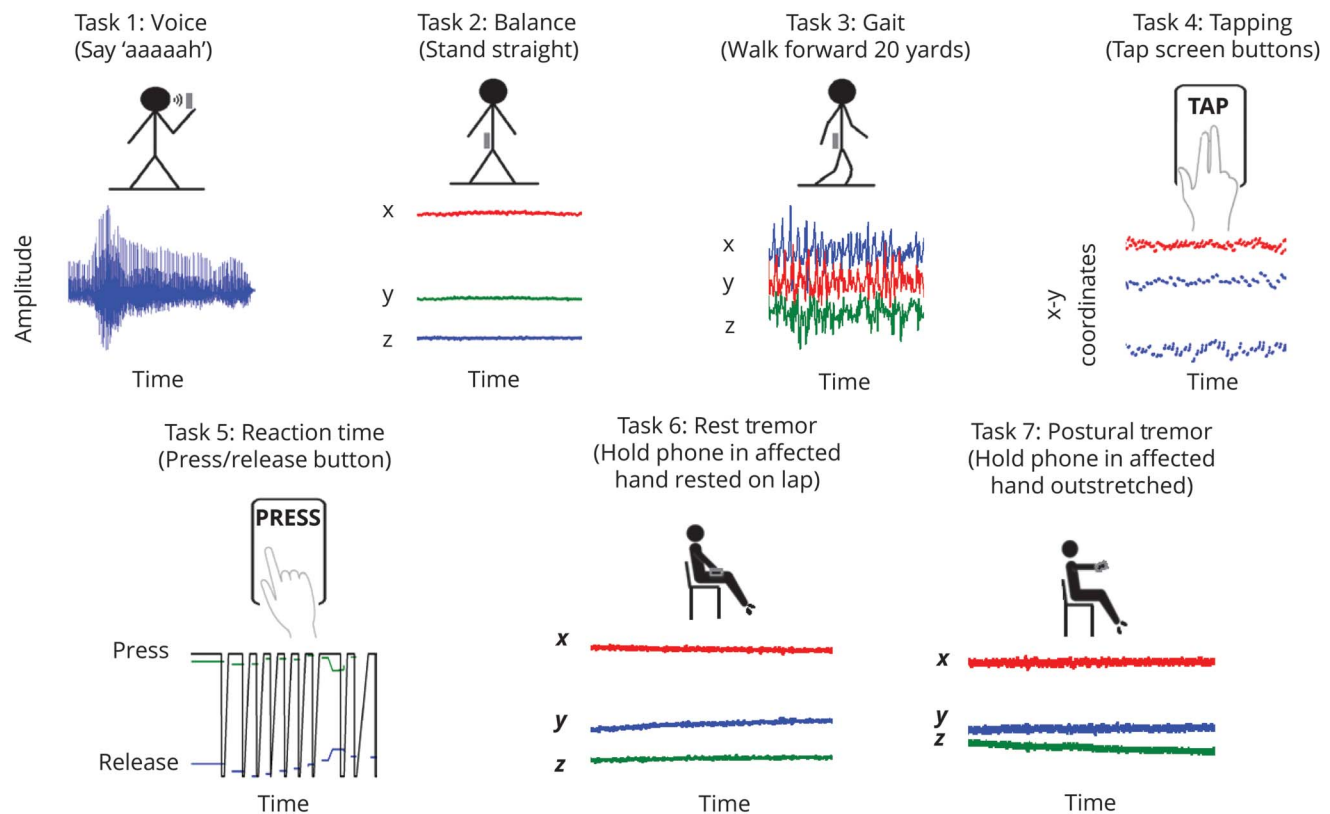 Task 1: Voice
(Say ‘aaaaah’)
Amplitude
Time
Task 2: Balance
(Stand straight)
x
y
z
Time
Task 3: Gait
(Walk forward 20 yards)
x
y
z
Time
Task 4: Tapping
(Tap screen buttons)
TAP
x-y
coordinates
Time
Task 5: Reaction time
(Press/release button)
PRESS
Press
Release
Time
Task 6: Rest tremor
(Hold phone in affected
hand rested on lap)
x
y
z
Time
Task 7: Postural tremor
(Hold phone in affected
hand outstretched)
x
y
z
Time